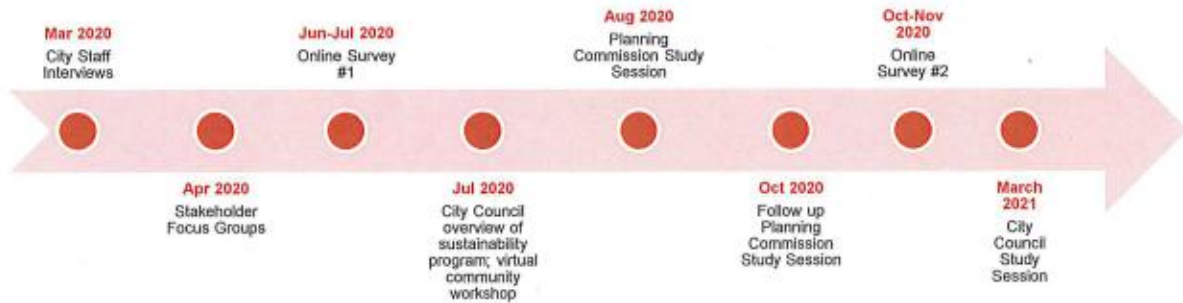 Mar 2020
City Staff
Interviews
Apr 2020
Stakeholder
Focus Groups
Jun-Jul 2020
Online Survey
#1
Jul 2020
City Council
overview of
sustainability
program; virtual
community
workshop
Aug 2020
Planning
Commission Study
Session
Oct 2020
Follow up
Planning
Commission
Study Session
Oct-Nov
2020
Online
Survey #2
March
2021
City
Council
Study
Session